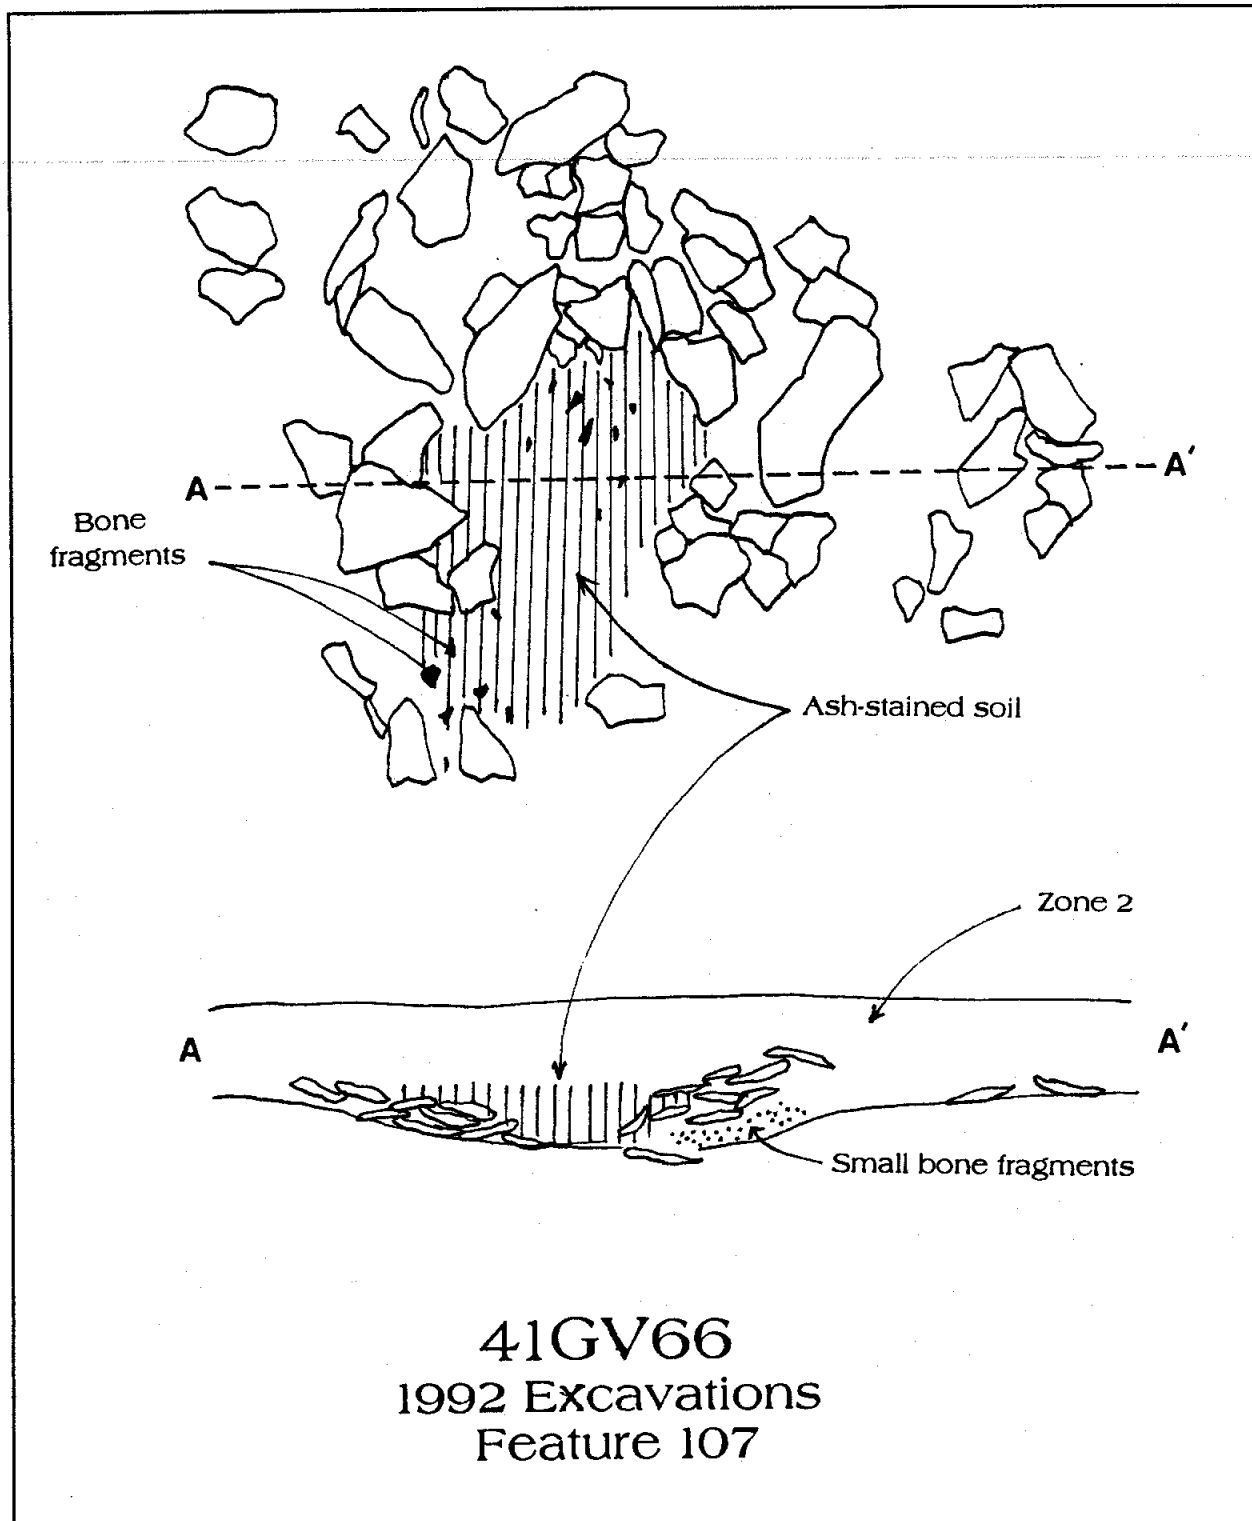 A
A′
Bone
fragments
Ash-stained soil
Zone 2
A
A′
Small bone fragments
41GV66
1992 Excavations
Feature 107